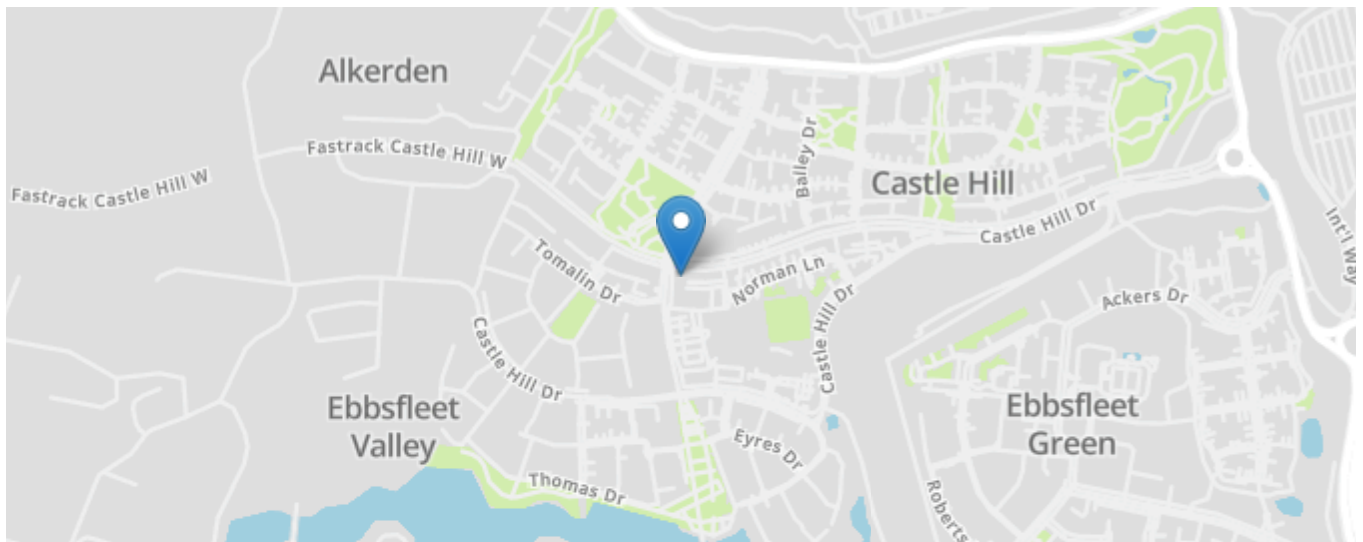 Alkerden
Fastrack Castle Hill W
Fastrack Castle Hill W
Bailey Dr
Castle Hill
Castle Hill Dr
Int'l Way
Tomalin Dr
Norman Ln
Ackers Dr
Castle Hill Dr
Castle Hill Dr
Ebbsfleet
Valley
Ebbsfleet
Green
Eyres Dr
Thomas Dr
Roberts